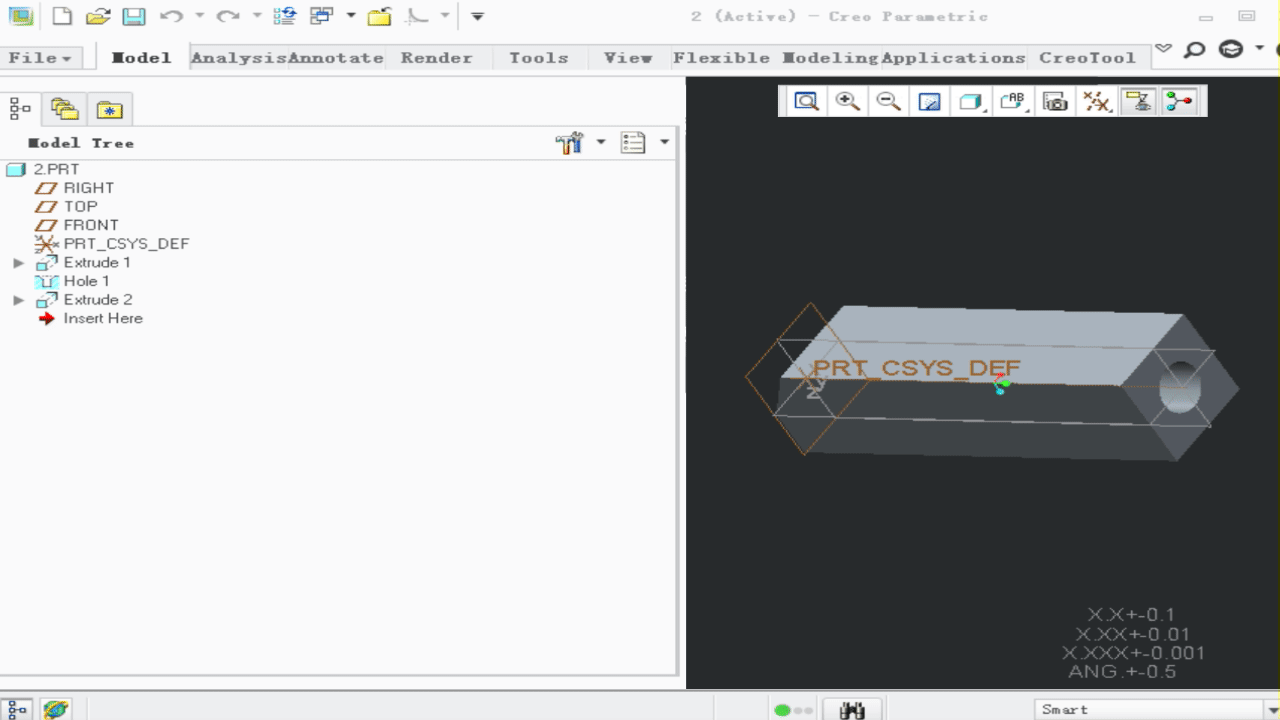 2 (Active) - Creo Parametric
File Model Analysis Annotate Render Tools View Flexible Modeling Applications CreoTool
AB
Model Tree
2.PRT
RIGHT
TOP
FRONT
PRT_CSYS_DEF
Extrude 1
Hole 1
Extrude 2
Insert Here
PRT_CSYS_DEF
X.X+-0.1
X.XX+-0.01
X.XXX+-0.001
ANG.+-0.5
Smart